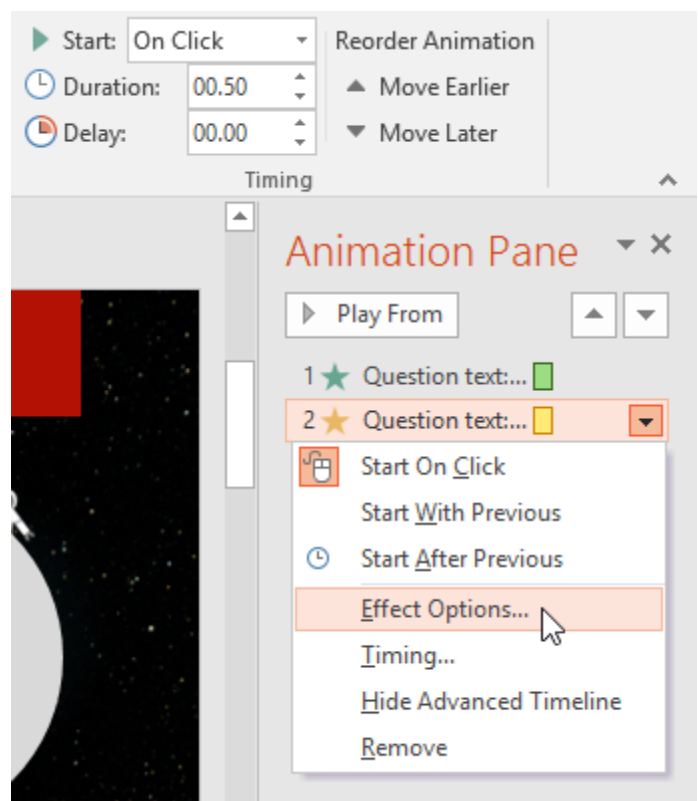 Start: On Click
Reorder Animation
Duration: 00.50
Move Earlier
Delay: 00.00
Move Later
Timing
Animation Pane
Play From
1 Question text:...
2 Question text:...
Start On Click
Start With Previous
Start After Previous
Effect Options...
Timing...
Hide Advanced Timeline
Remove